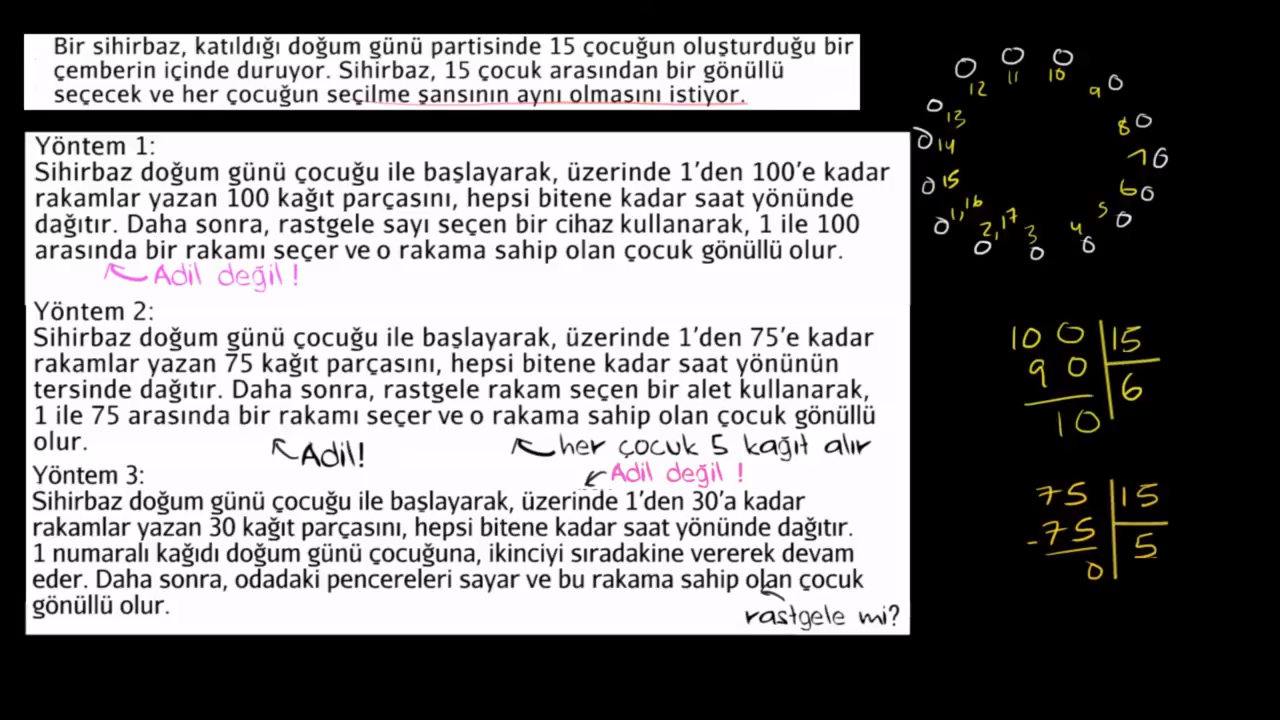 Bir sihirbaz, katıldığı doğum günü partisinde 15 çocuğun oluşturduğu bir
çemberin içinde duruyor. Sihirbaz, 15 çocuk arasından bir gönüllü
seçecek ve her çocuğun seçilme şansının aynı olmasını istiyor.
Yöntem 1:
Sihirbaz doğum günü çocuğu ile başlayarak, üzerinde 1'den 100'e kadar
rakamlar yazan 100 kağıt parçasını, hepsi bitene kadar saat yönünde
dağıtır. Daha sonra, rastgele sayı seçen bir cihaz kullanarak, 1 ile 100
arasında bir rakamı seçer ve o rakama sahip olan çocuk gönüllü olur.
Adil değil !
Yöntem 2:
Sihirbaz doğum günü çocuğu ile başlayarak, üzerinde 1'den 75'e kadar
rakamlar yazan 75 kağıt parçasını, hepsi bitene kadar saat yönünün
tersinde dağıtır. Daha sonra, rastgele rakam seçen bir alet kullanarak,
1 ile 75 arasında bir rakamı seçer ve o rakama sahip olan çocuk gönüllü
olur.
Adil!
her çocuk 5 kağıt alır
Yöntem 3:
Adil değil !
Sihirbaz doğum günü çocuğu ile başlayarak, üzerinde 1'den 30'a kadar
rakamlar yazan 30 kağıt parçasını, hepsi bitene kadar saat yönünde dağıtır.
1 numaralı kağıdı doğum günü çocuğuna, ikinciyi sıradakine vererek devam
eder. Daha sonra, odadaki pencereleri sayar ve bu rakama sahip olan çocuk
gönüllü olur.
rastgele mi?
12 11 10
13 9
14 8
15 7
1,16 6
2,17 3 4 5
100 15
90 6
10
75 15
-75 5
0